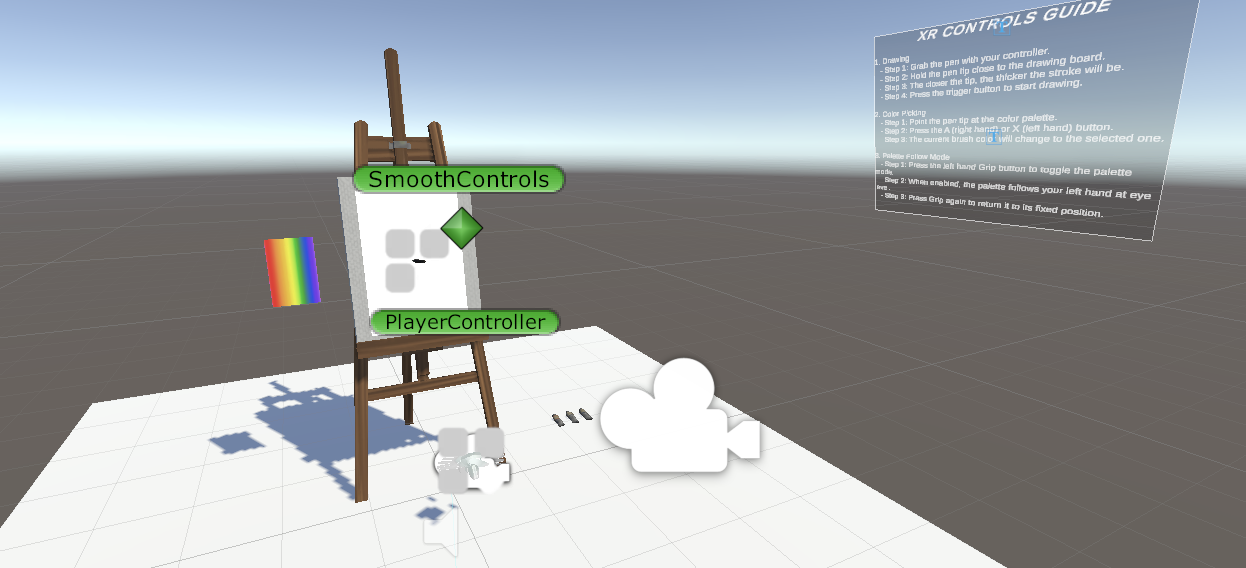 XR CONTROLS GUIDE
1. Drawing
- Step 1: Grab the pen with your controller.
- Step 2: Hold the pen tip close to the drawing board.
- Step 3: The closer the tip, the thicker the stroke will be.
- Step 4: Press the trigger button to start drawing.
2. Color Picking
- Step 1: Point the pen tip at the color palette.
- Step 2: Press the A (right hand) or X (left hand) button.
- Step 3: The current brush color will change to the selected one.
3. Palette Follow Mode
- Step 1: Press the left hand Grip button to toggle the palette
mode.
Step 2: When enabled, the palette follows your left hand at eye
- Step 3: Press Grip again to return it to its fixed position.
SmoothControls
PlayerController